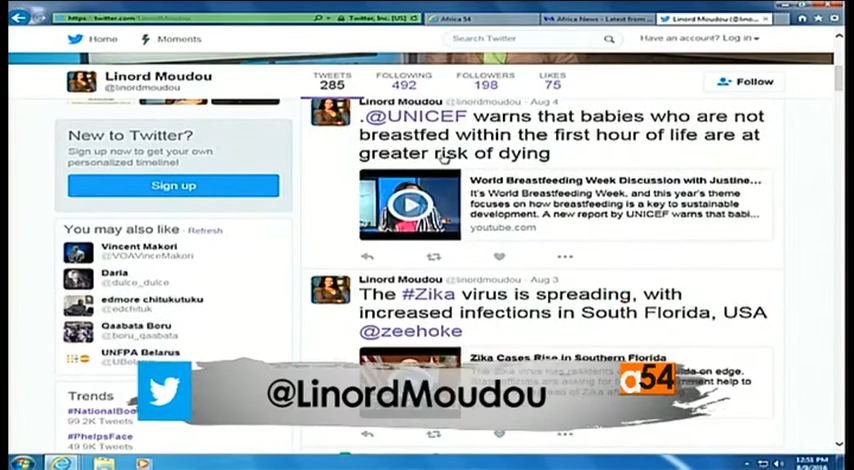 https://twitter.com/LinordMoudou
Twitter, Inc. [US]
Africa 54
Africa News - Latest from ...
Linord Moudou (@lino...
Home
Moments
Search Twitter
Have an account? Log in
Linord Moudou
@linordmoudou
TWEETS
285
FOLLOWING
492
FOLLOWERS
198
LIKES
75
Follow
New to Twitter?
Sign up now to get your own
personalized timeline!
Sign up
You may also like · Refresh
Vincent Makori
@VOAVinceMakori
Daria
@dulce_dulce
edmore chitukutuku
@edchituk
Qaabata Boru
@boru_qaabata
UNFPA Belarus
Trends
99.2K Tweets
#PhelpsFace
49.9K Tweets
Linord Moudou @linordmoudou · Aug 4
.@UNICEF warns that babies who are not
breastfed within the first hour of life are at
greater risk of dying
World Breastfeeding Week Discussion with Justine...
It's World Breastfeeding Week, and this year's theme
focuses on how breastfeeding is a key to sustainable
development. A new report by UNICEF warns that babi...
youtube.com
Linord Moudou @linordmoudou · Aug 3
The #Zika virus is spreading, with
increased infections in South Florida, USA
@zeehoke
Zika Cases Rise in Southern Florida
@LinordMoudou
a54
12:51 PM
8/9/2016